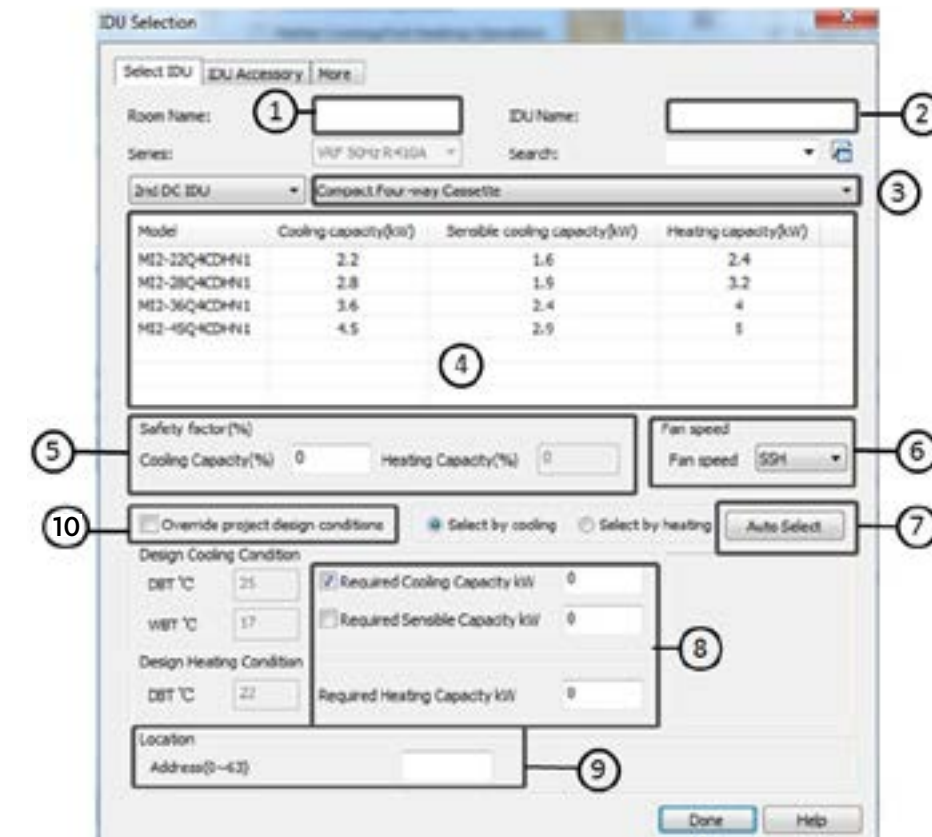 IDU Selection
Select IDU IDU Accessory More
Room Name: 1 IDU Name: 2
Series: VRF 50Hz R410A Search:
2nd DC IDU Compact Four-way Cassette 3
Model Cooling capacity(kW) Sensible cooling capacity(kW) Heating capacity(kW)
MI2-22Q4CDHN1 2.2 1.6 2.4
MI2-28Q4CDHN1 2.8 1.9 3.2
MI2-36Q4CDHN1 3.6 2.4 4
MI2-45Q4CDHN1 4.5 2.9 5
4
Safety factor(%) Fan speed
5 Cooling Capacity(%) 0 Heating Capacity(%) 0 Fan speed SSH 6
10 Override project design conditions Select by cooling Select by heating Auto Select 7
Design Cooling Condition
DBT °C 25 Required Cooling Capacity kW 0
WBT °C 17 Required Sensible Capacity kW 0
8
Design Heating Condition
DBT °C 22 Required Heating Capacity kW 0
Location
Address(0~63) 9
Done Help